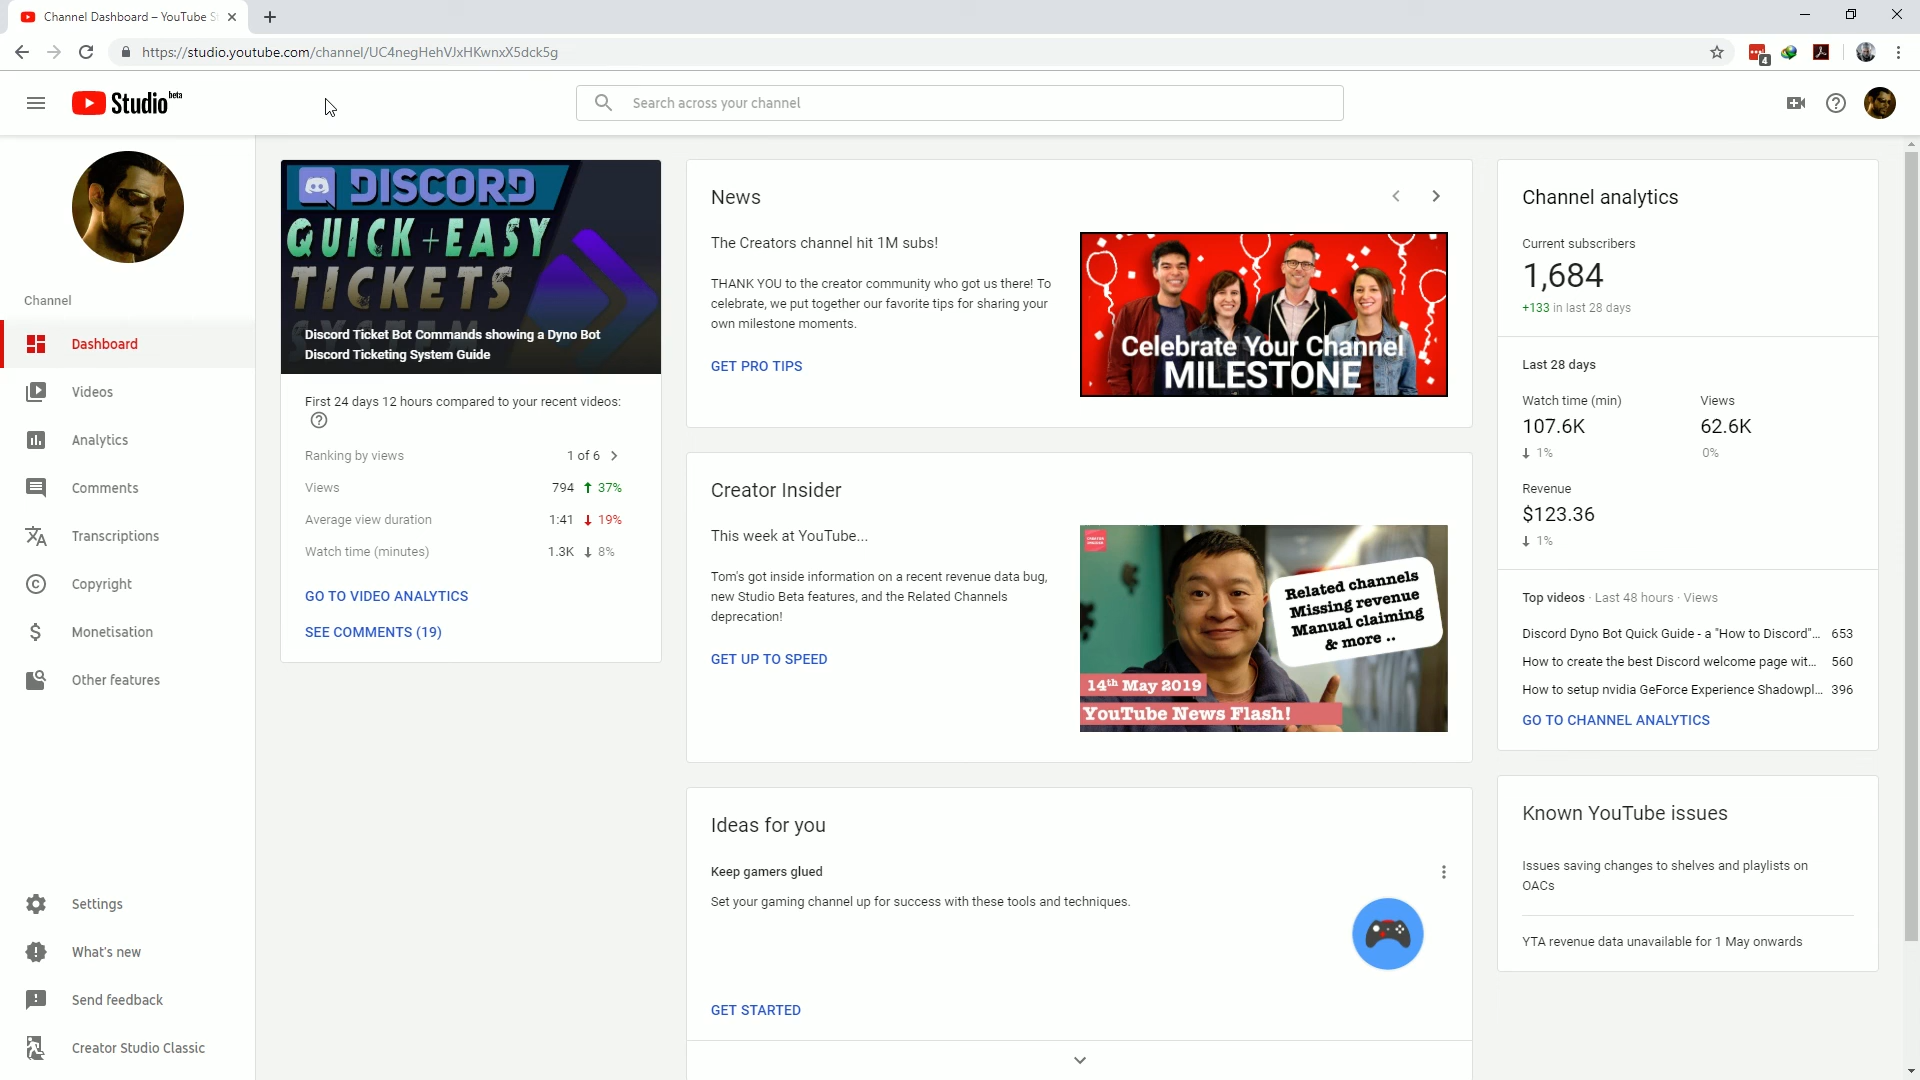 Channel Dashboard – YouTube S
https://studio.youtube.com/channel/UC4negHehVJxHKwnxX5dck5g
4
Studio beta
Search across your channel
Channel
Dashboard
Videos
Analytics
Comments
Transcriptions
Copyright
Monetisation
Other features
Settings
What's new
Send feedback
Creator Studio Classic
DISCORD
QUICK+EASY
TICKETS
SYSTEM
Discord Ticket Bot Commands showing a Dyno Bot
Discord Ticketing System Guide
First 24 days 12 hours compared to your recent videos:
Ranking by views 1 of 6
Views 794 37%
Average view duration 1:41 19%
Watch time (minutes) 1.3K 8%
GO TO VIDEO ANALYTICS
SEE COMMENTS (19)
News
The Creators channel hit 1M subs!
THANK YOU to the creator community who got us there! To
celebrate, we put together our favorite tips for sharing your
own milestone moments.
GET PRO TIPS
Celebrate Your Channel
MILESTONE
Creator Insider
This week at YouTube...
Tom's got inside information on a recent revenue data bug,
new Studio Beta features, and the Related Channels
deprecation!
GET UP TO SPEED
Related channels
Missing revenue
Manual claiming
& more ..
14th May 2019
YouTube News Flash!
Ideas for you
Keep gamers glued
Set your gaming channel up for success with these tools and techniques.
GET STARTED
Channel analytics
Current subscribers
1,684
+133 in last 28 days
Last 28 days
Watch time (min) Views
107.6K 62.6K
1% 0%
Revenue
$123.36
1%
Top videos · Last 48 hours · Views
Discord Dyno Bot Quick Guide - a "How to Discord"... 653
How to create the best Discord welcome page wit... 560
How to setup nvidia GeForce Experience Shadowpl... 396
GO TO CHANNEL ANALYTICS
Known YouTube issues
Issues saving changes to shelves and playlists on
OACs
YTA revenue data unavailable for 1 May onwards